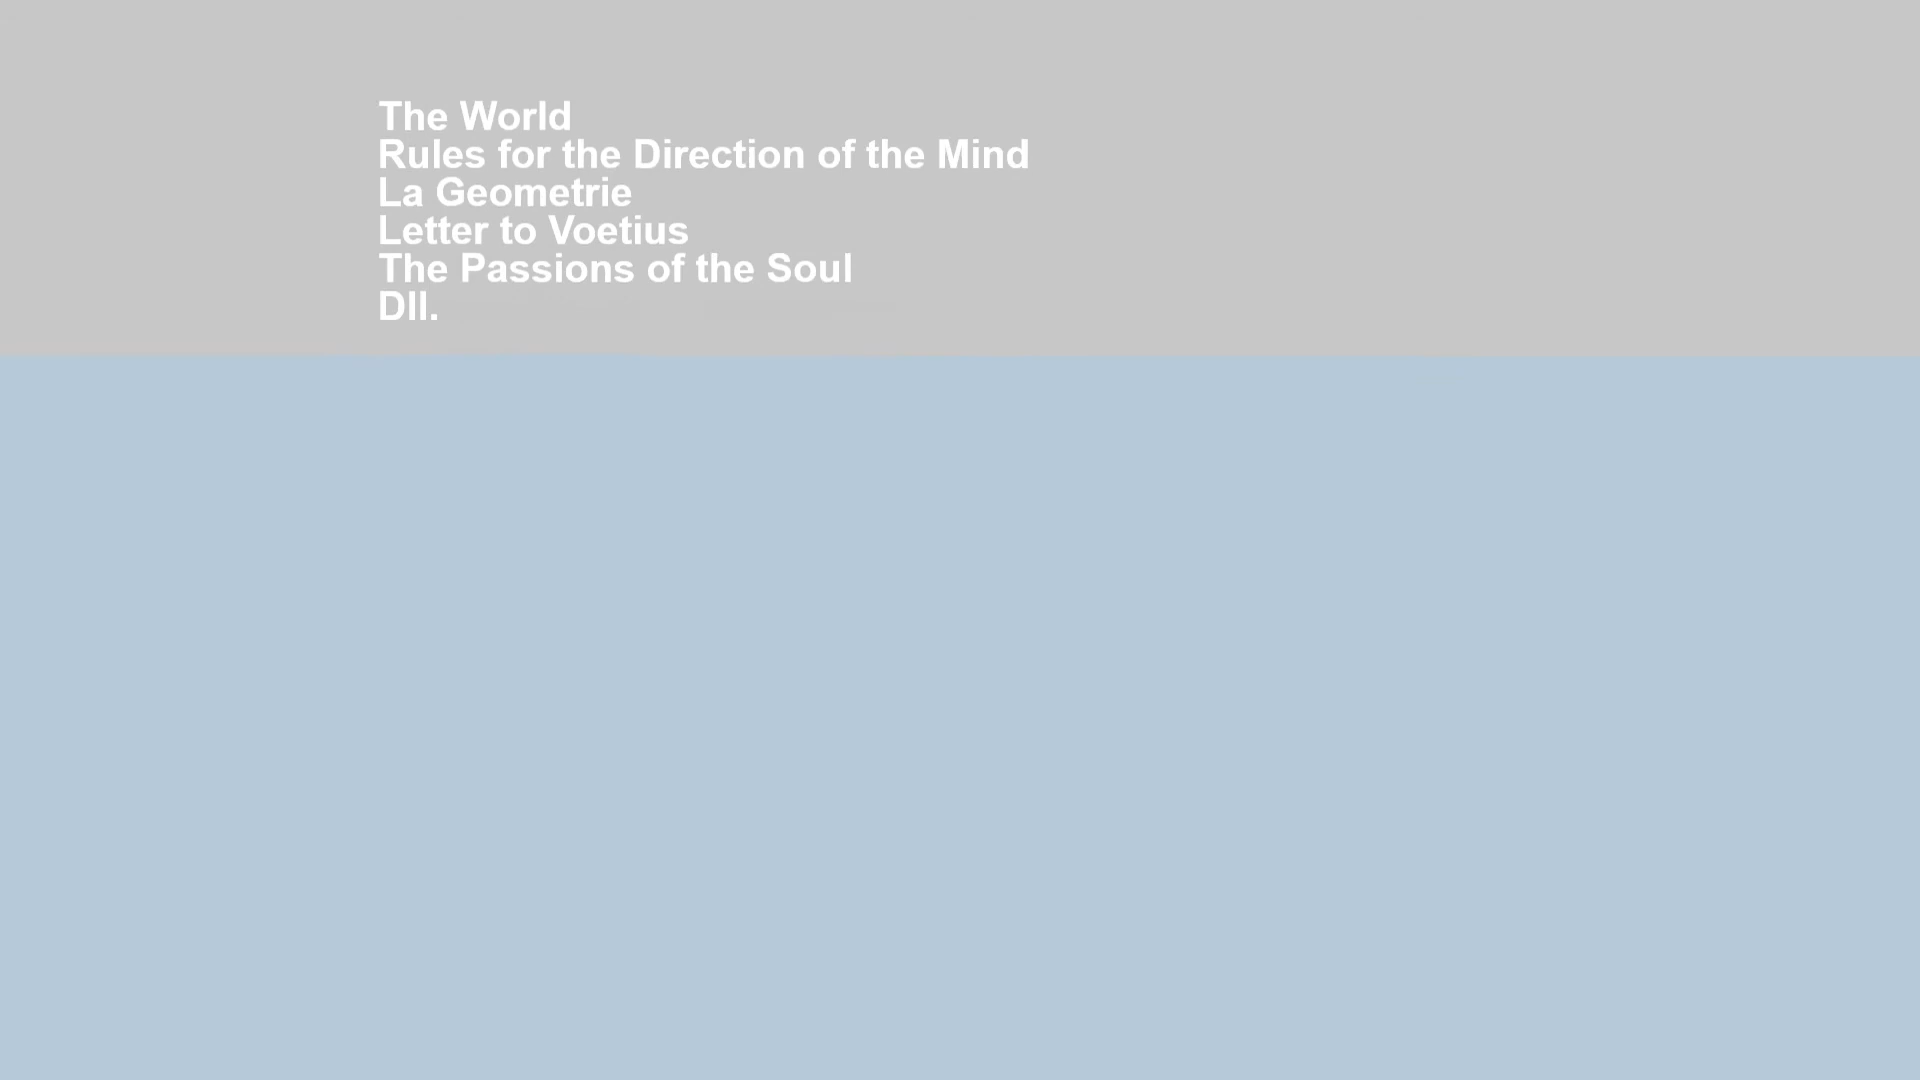 The World
Rules for the Direction of the Mind
La Geometrie
Letter to Voetius
The Passions of the Soul
Dll.